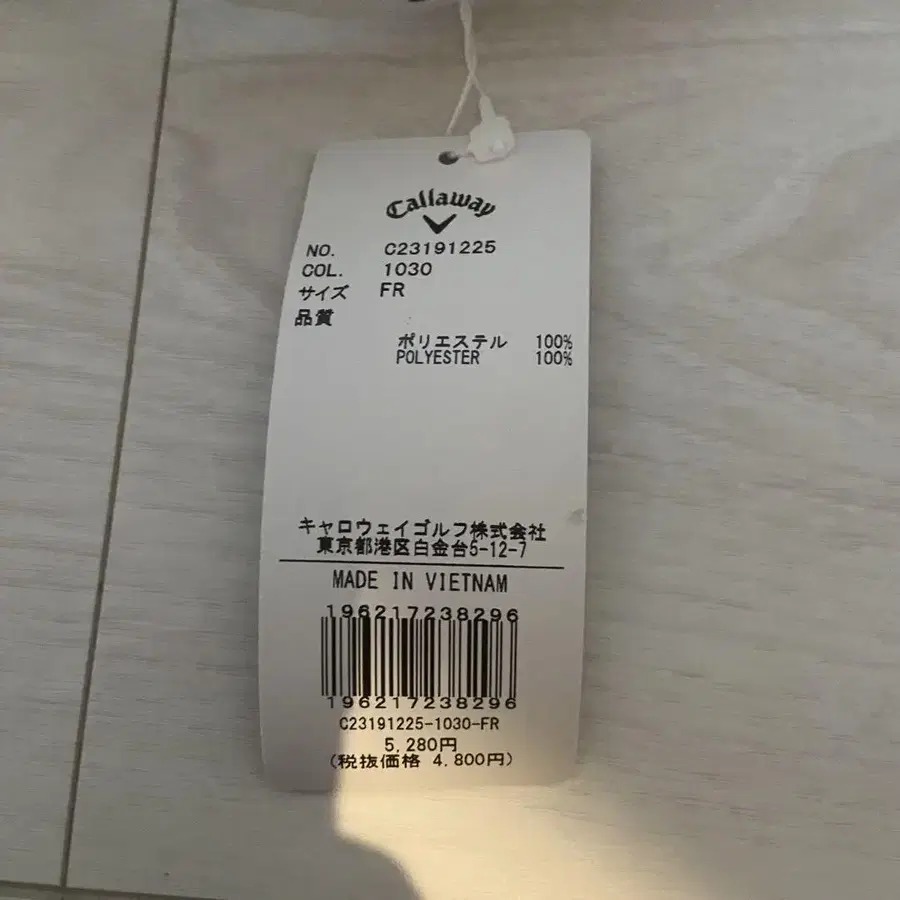 Callaway
NO. C23191225
COL. 1030
サイズ FR
品質
ポリエステル 100%
POLYESTER 100%
キャロウェイゴルフ株式会社
東京都港区白金台5-12-7
MADE IN VIETNAM
196217238296
196217238296
C23191225-1030-FR
5,280円
(税抜価格 4,800円)